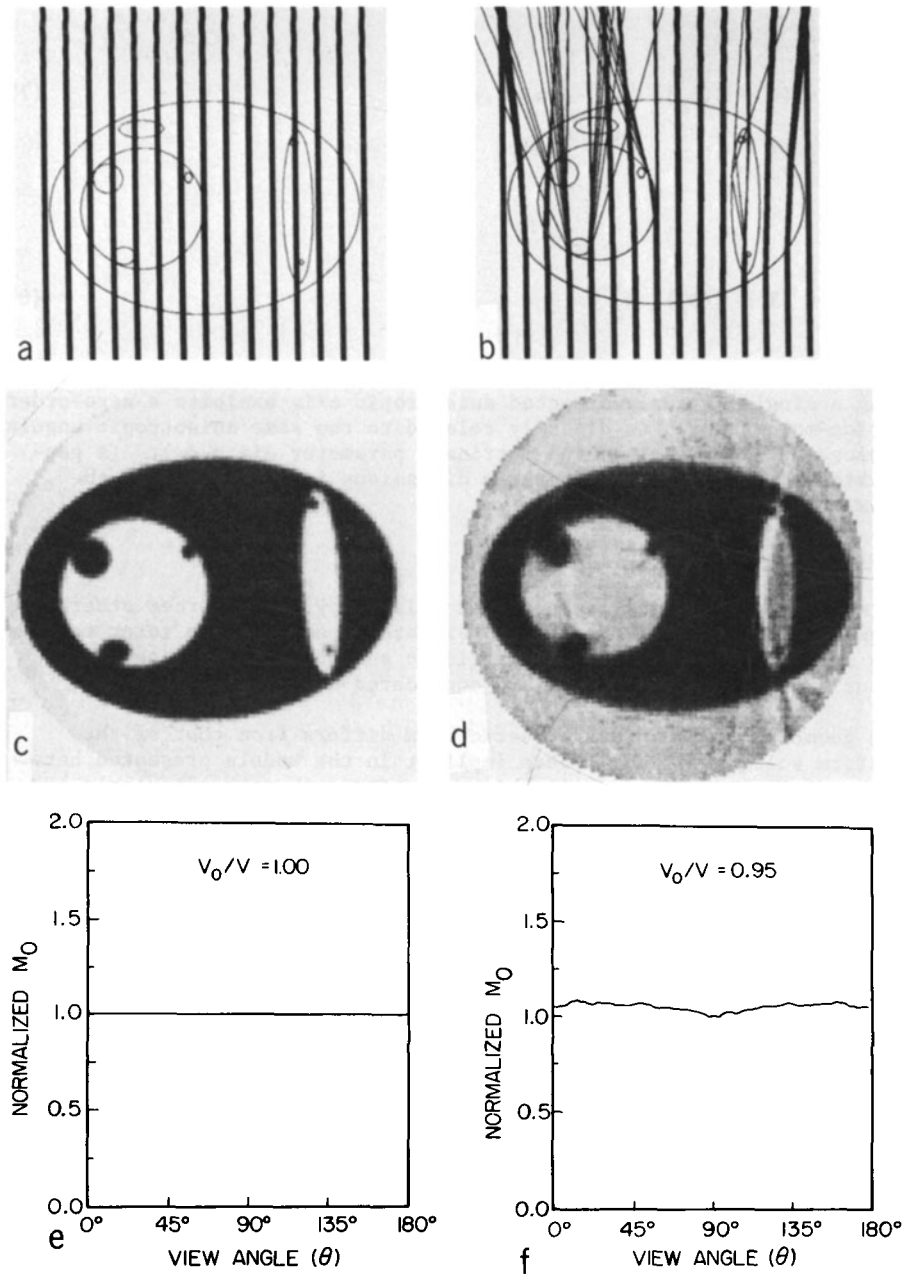 a
b
c
d
2.0
V₀/V = 1.00
1.5
1.0
0.5
0.0
0° 45° 90° 135° 180°
NORMALIZED M₀
VIEW ANGLE (θ)
e
2.0
V₀/V = 0.95
1.5
1.0
0.5
0.0
0° 45° 90° 135° 180°
NORMALIZED M₀
VIEW ANGLE (θ)
f